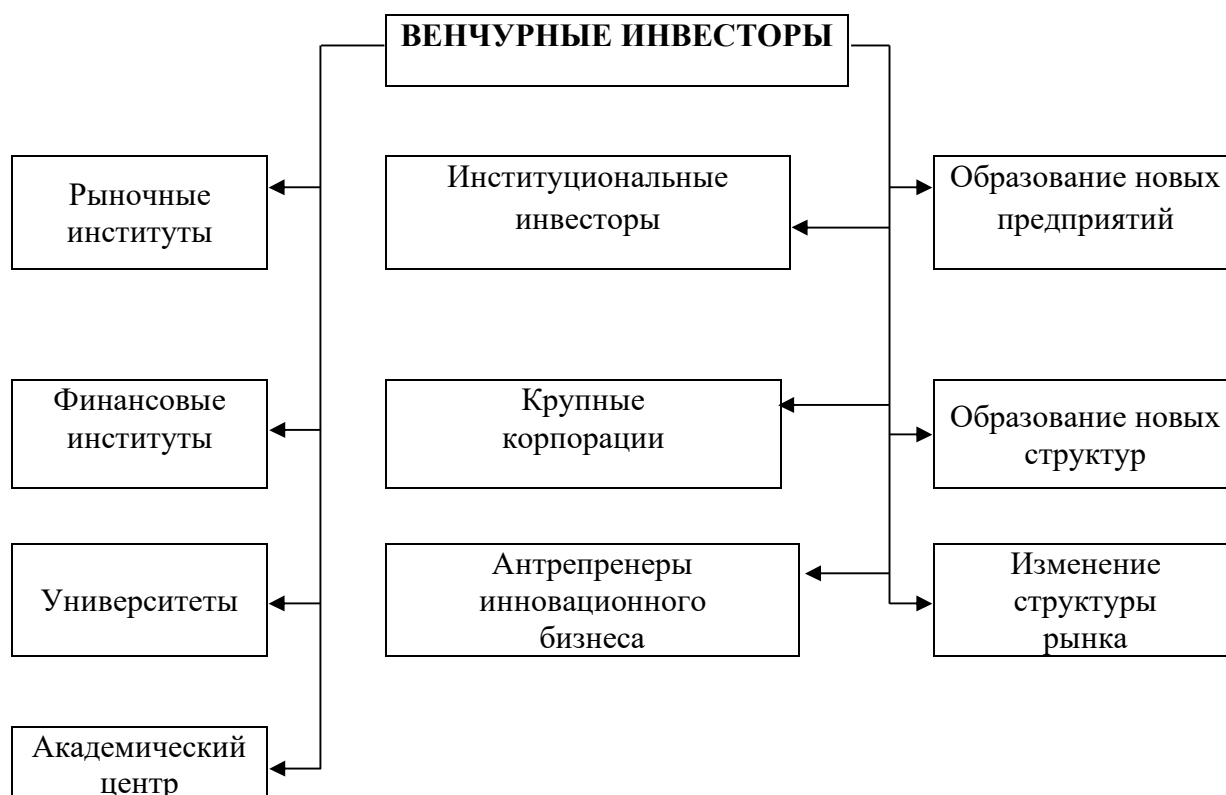 ВЕНЧУРНЫЕ ИНВЕСТОРЫ
Рыночные
институты
Институциональные
инвесторы
Образование новых
предприятий
Финансовые
институты
Крупные
корпорации
Образование новых
структур
Университеты
Антрепренеры
инновационного
бизнеса
Изменение
структуры
рынка
Академический
центр